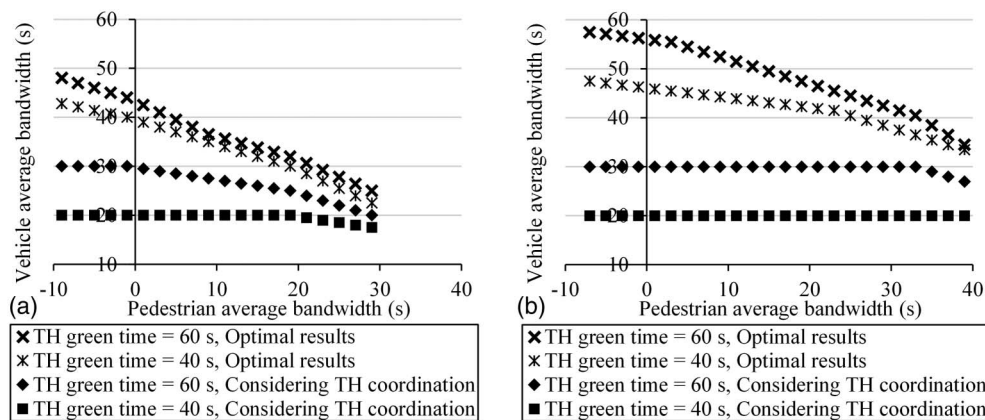 60
50
40
30
20
10
-10 0 10 20 30 40
Vehicle average bandwidth (s)
Pedestrian average bandwidth (s)
(a)
TH green time = 60 s, Optimal results
TH green time = 40 s, Optimal results
TH green time = 60 s, Considering TH coordination
TH green time = 40 s, Considering TH coordination
60
50
40
30
20
10
-10 0 10 20 30 40
Vehicle average bandwidth (s)
Pedestrian average bandwidth (s)
(b)
TH green time = 60 s, Optimal results
TH green time = 40 s, Optimal results
TH green time = 60 s, Considering TH coordination
TH green time = 40 s, Considering TH coordination